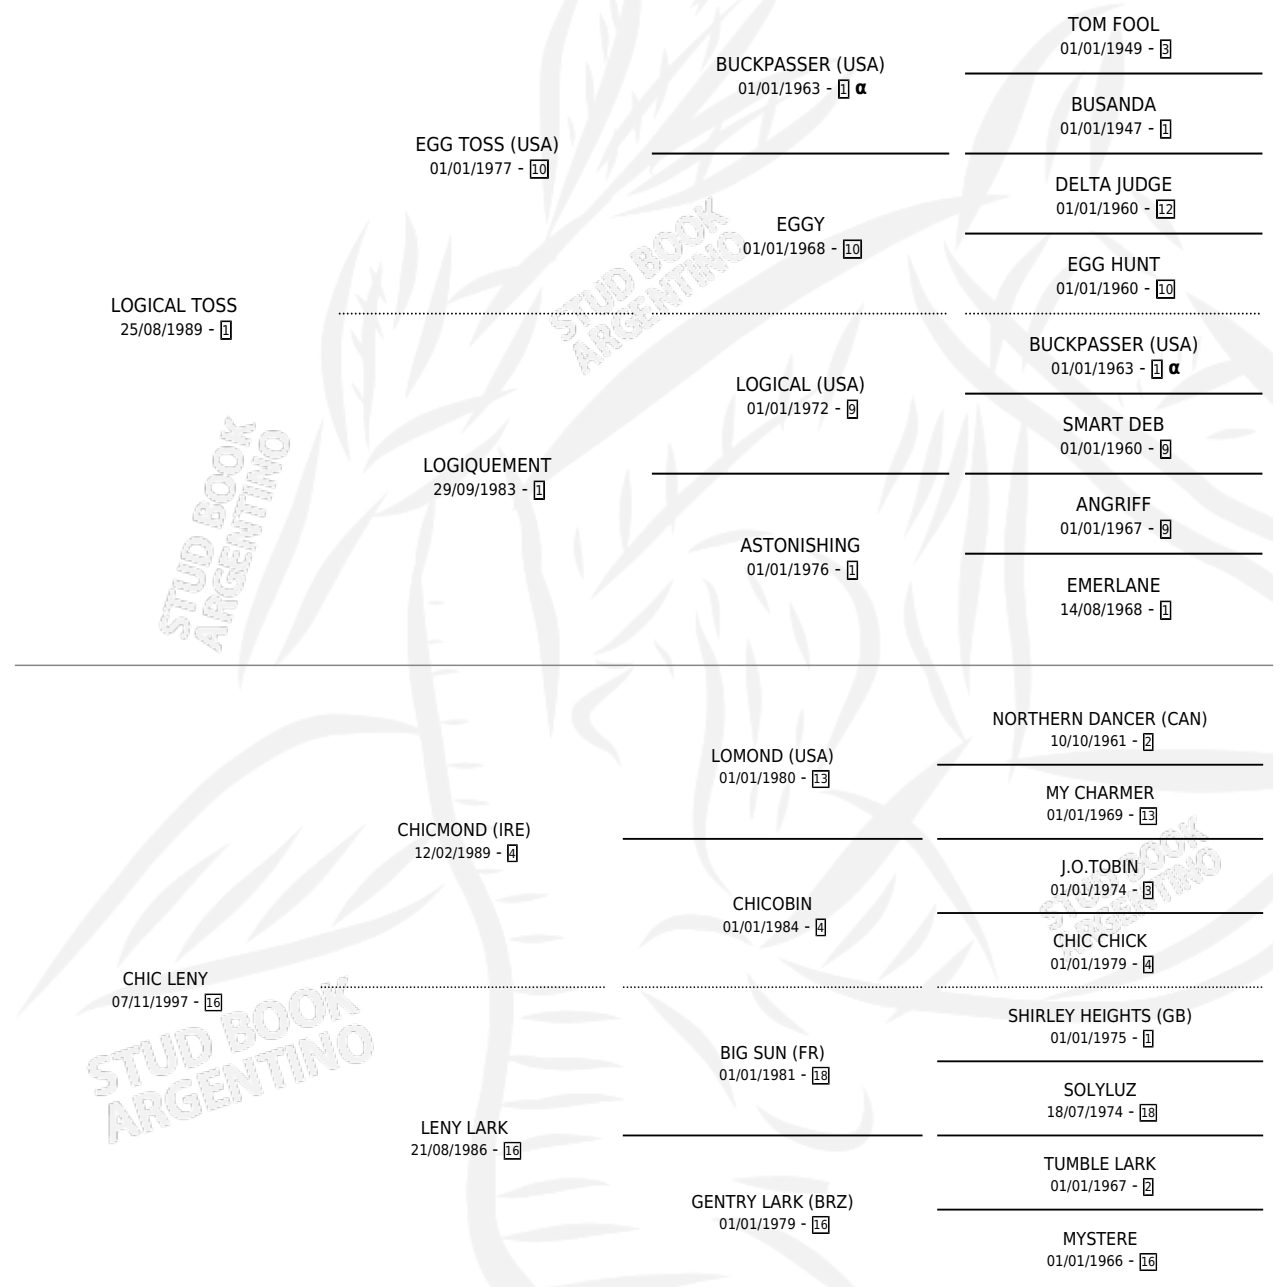 TOM FOOL
01/01/1949 - 3
BUCKPASSER (USA)
01/01/1963 - 1 α
BUSANDA
01/01/1947 - 1
EGG TOSS (USA)
01/01/1977 - 10
DELTA JUDGE
01/01/1960 - 12
EGGY
01/01/1968 - 10
EGG HUNT
01/01/1960 - 10
LOGICAL TOSS
25/08/1989 - 1
BUCKPASSER (USA)
01/01/1963 - 1 α
LOGICAL (USA)
01/01/1972 - 9
SMART DEB
01/01/1960 - 9
LOGIQUEMENT
29/09/1983 - 1
ANGRIFF
01/01/1967 - 9
ASTONISHING
01/01/1976 - 1
EMERLANE
14/08/1968 - 1
NORTHERN DANCER (CAN)
10/10/1961 - 2
LOMOND (USA)
01/01/1980 - 13
MY CHARMER
01/01/1969 - 13
CHICMOND (IRE)
12/02/1989 - 4
J.O.TOBIN
01/01/1974 - 3
CHICOBIN
01/01/1984 - 4
CHIC CHICK
01/01/1979 - 4
CHIC LENY
07/11/1997 - 16
SHIRLEY HEIGHTS (GB)
01/01/1975 - 1
BIG SUN (FR)
01/01/1981 - 18
SOLYLUZ
18/07/1974 - 18
LENY LARK
21/08/1986 - 16
TUMBLE LARK
01/01/1967 - 2
GENTRY LARK (BRZ)
01/01/1979 - 16
MYSTERE
01/01/1966 - 16
STUD BOOK
ARGENTINO
STUD BOOK
ARGENTINO
STUD BOOK
ARGENTINO
STUD BOOK
ARGENTINO